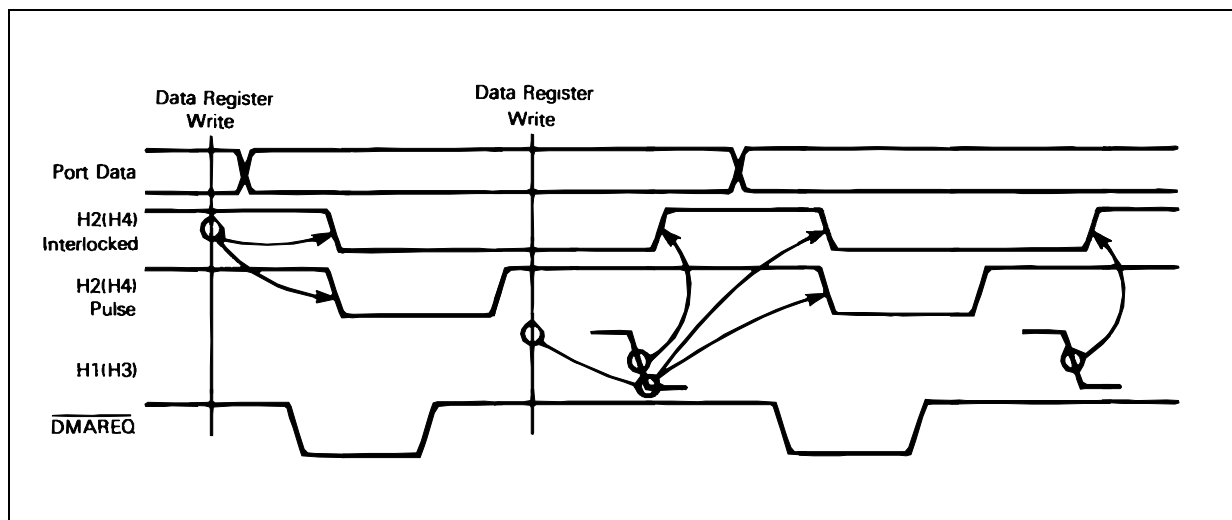 Data Register
Write
Data Register
Write
Port Data
H2(H4)
Interlocked
H2(H4)
Pulse
H1(H3)
DMAREQ